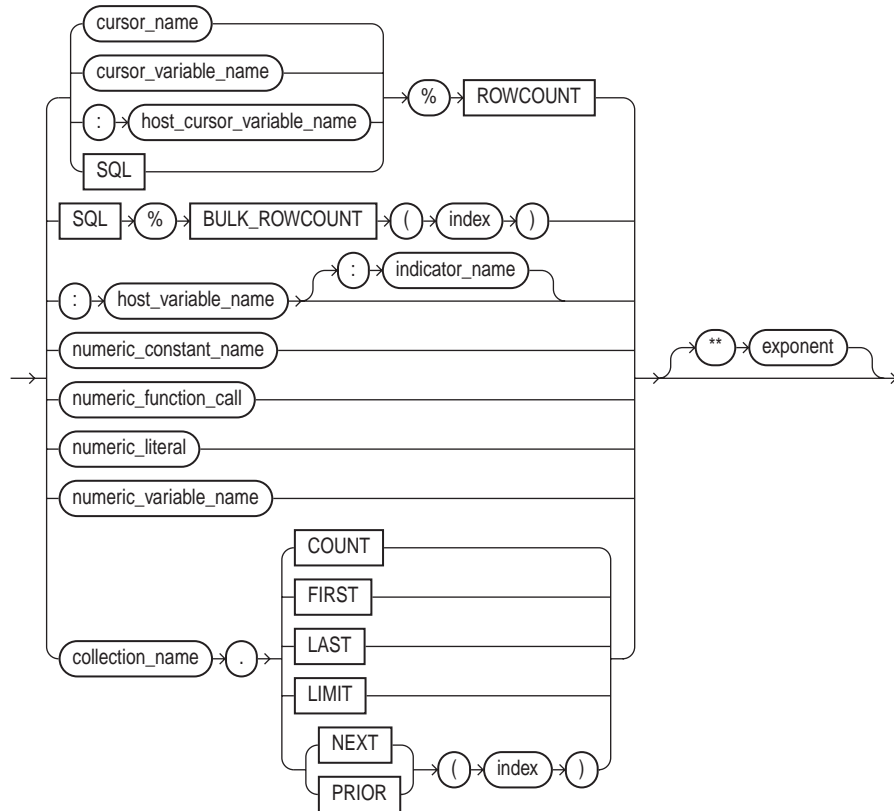 cursor_name
cursor_variable_name
: host_cursor_variable_name
SQL
% ROWCOUNT
SQL % BULK_ROWCOUNT ( index )
: host_variable_name : indicator_name
numeric_constant_name
numeric_function_call
numeric_literal
numeric_variable_name
** exponent
collection_name .
COUNT
FIRST
LAST
LIMIT
NEXT
PRIOR
( index )